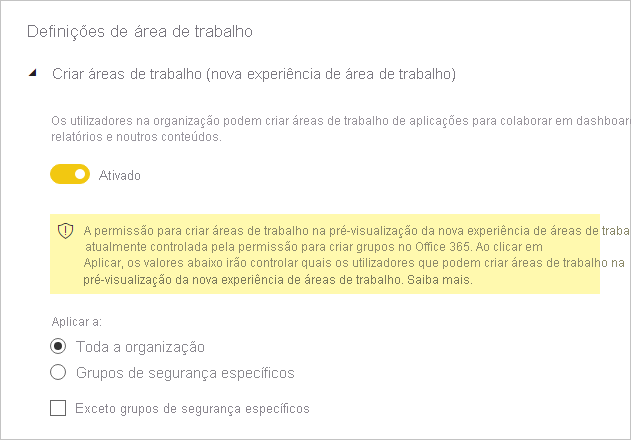 Definições de área de trabalho
Criar áreas de trabalho (nova experiência de área de trabalho)
Os utilizadores na organização podem criar áreas de trabalho de aplicações para colaborar em dashboar
relatórios e noutros conteúdos.
Ativado
A permissão para criar áreas de trabalho na pré-visualização da nova experiência de áreas de traba
atualmente controlada pela permissão para criar grupos no Office 365. Ao clicar em
Aplicar, os valores abaixo irão controlar quais os utilizadores que podem criar áreas de trabalho na
pré-visualização da nova experiência de áreas de trabalho. Saiba mais.
Aplicar a:
Toda a organização
Grupos de segurança específicos
Exceto grupos de segurança específicos